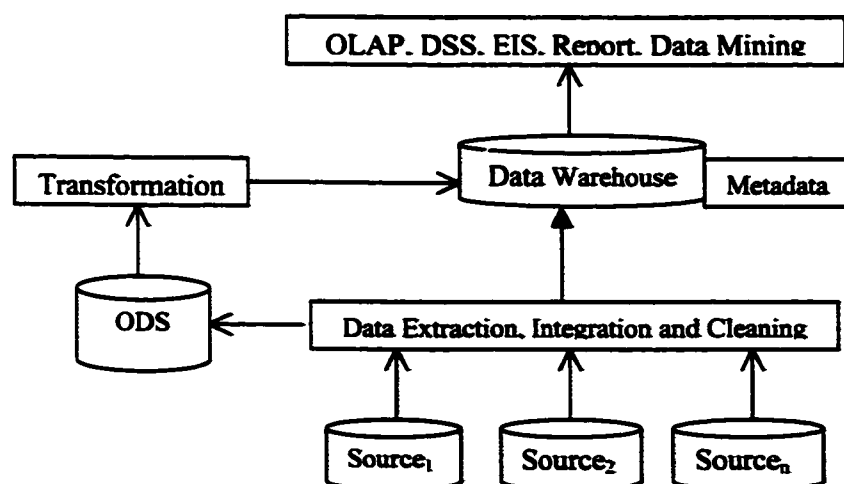 OLAP. DSS. EIS. Report. Data Mining
Transformation
Data Warehouse
Metadata
ODS
Data Extraction. Integration and Cleaning
Source₁
Source₂
Sourceₙ